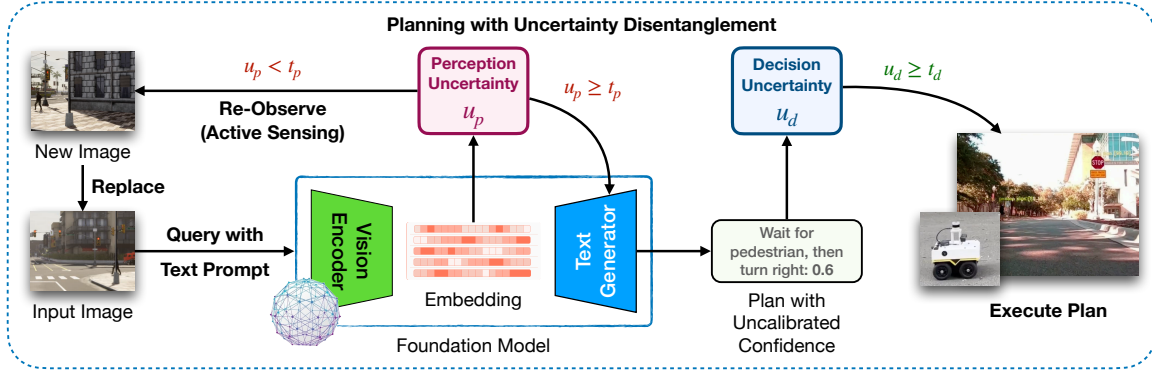 Planning with Uncertainty Disentanglement
u_p < t_p
Re-Observe
(Active Sensing)
New Image
Replace
Input Image
Query with
Text Prompt
Perception
Uncertainty
u_p
u_p ≥ t_p
Vision
Encoder
Embedding
Text
Generator
Foundation Model
Decision
Uncertainty
u_d
u_d ≥ t_d
Wait for
pedestrian, then
turn right: 0.6
Plan with
Uncalibrated
Confidence
STOP
Execute Plan